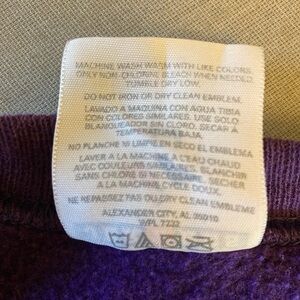 MACHINE WASH WARM WITH LIKE COLORS.
ONLY NON-CHLORINE BLEACH WHEN NEEDED.
TUMBLE DRY LOW.
DO NOT IRON OR DRY CLEAN EMBLEM.
LAVADO A MAQUINA CON AGUA TIBIA
CON COLORES SIMILARES. USE SOLO
BLANQUEADOR SIN CLORO. SECAR A
TEMPERATURA BAJA.
NO PLANCHE NI LIMPIE EN SECO EL EMBLEMA.
LAVER A LA MACHINE A L'EAU CHAUD
AVEC COULEURS SIMILAIRES. BLANCHIR
SANS CHLORE SI NECESSAIRE. SECHER
A LA MACHINE CYCLE DOUX.
NE REPASSEZ PAS OU DRY CLEAN EMBLEME.
ALEXANDER CITY, AL 35010
WPL 7232